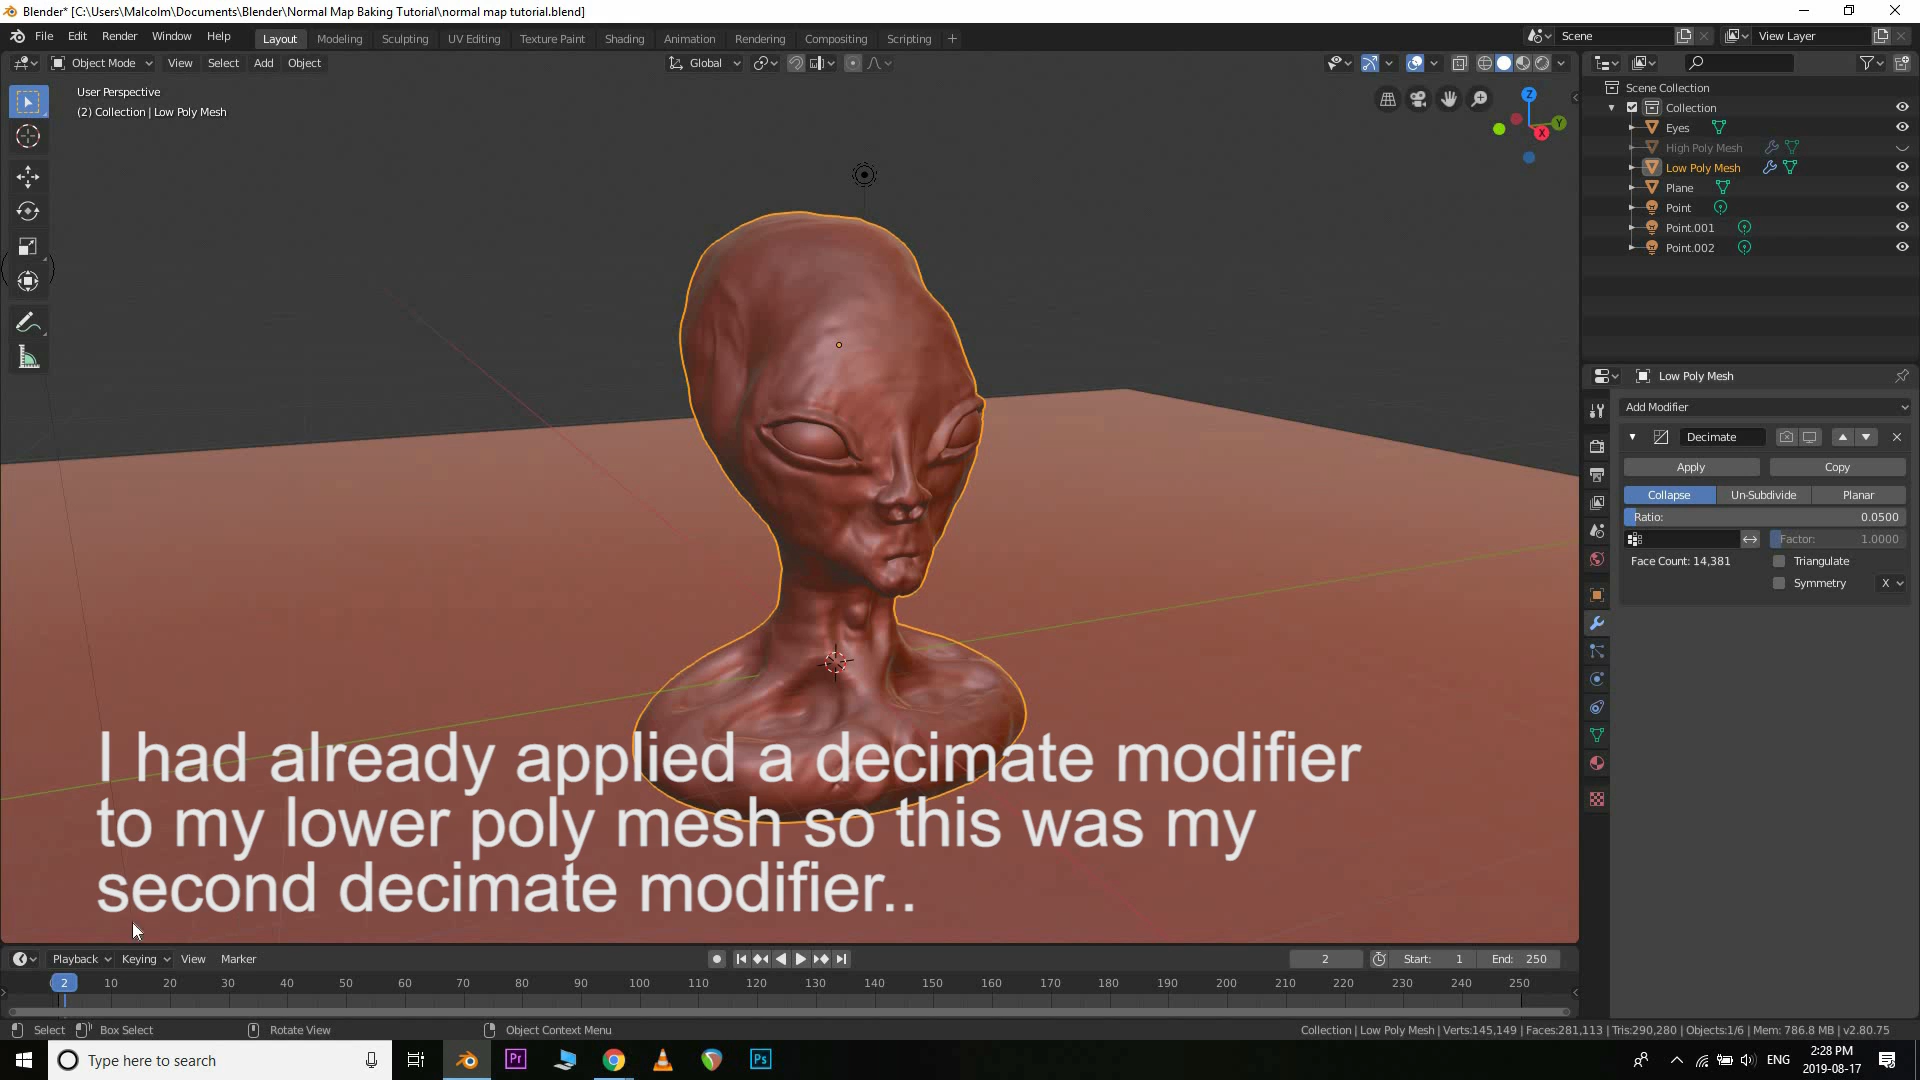 Blender* [C:\Users\Malcolm\Documents\Blender\Normal Map Baking Tutorial\normal map tutorial.blend]
File Edit Render Window Help Layout Modeling Sculpting UV Editing Texture Paint Shading Animation Rendering Compositing Scripting + Scene View Layer
Object Mode View Select Add Object Global
User Perspective
(2) Collection | Low Poly Mesh
Z
Y
X
Scene Collection
Collection
Eyes
High Poly Mesh
Low Poly Mesh
Plane
Point
Point.001
Point.002
Low Poly Mesh
Add Modifier
Decimate
Apply Copy
Collapse Un-Subdivide Planar
Ratio: 0.0500
Factor: 1.0000
Face Count: 14,381 Triangulate
Symmetry X
I had already applied a decimate modifier
to my lower poly mesh so this was my
second decimate modifier..
Playback Keying View Marker 2 Start: 1 End: 250
2 10 20 30 40 50 60 70 80 90 100 110 120 130 140 150 160 170 180 190 200 210 220 230 240 250
Select Box Select Rotate View Object Context Menu Collection | Low Poly Mesh | Verts:145,149 | Faces:281,113 | Tris:290,280 | Objects:1/6 | Mem: 786.8 MB | v2.80.75
Type here to search Pr Ps ENG 2:28 PM
2019-08-17